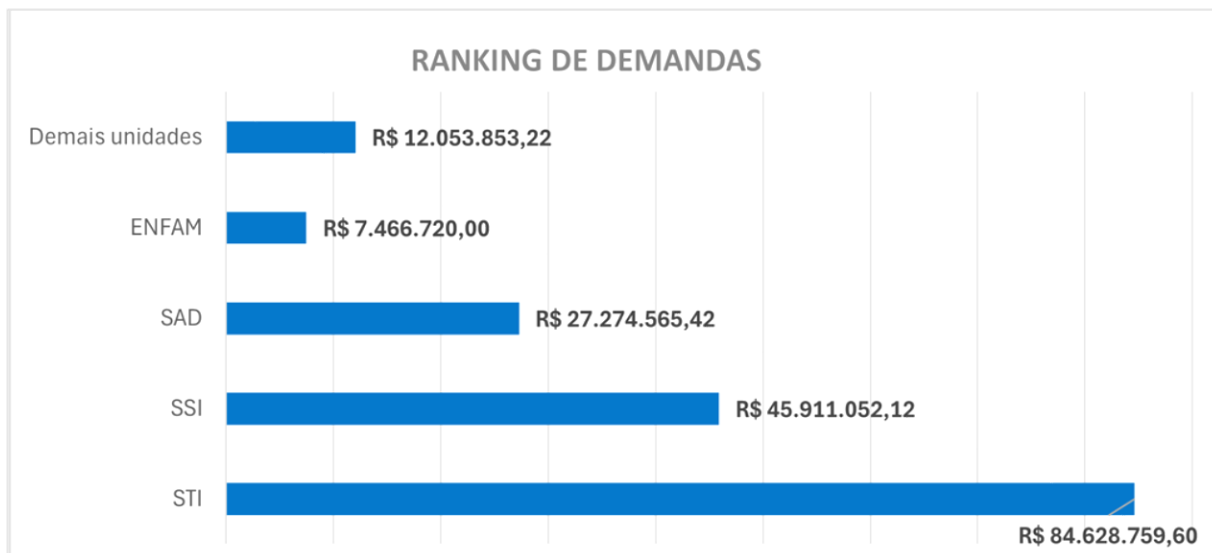 RANKING DE DEMANDAS
Demais unidades R$ 12.053.853,22
ENFAM R$ 7.466.720,00
SAD R$ 27.274.565,42
SSI R$ 45.911.052,12
STI
R$ 84.628.759,60